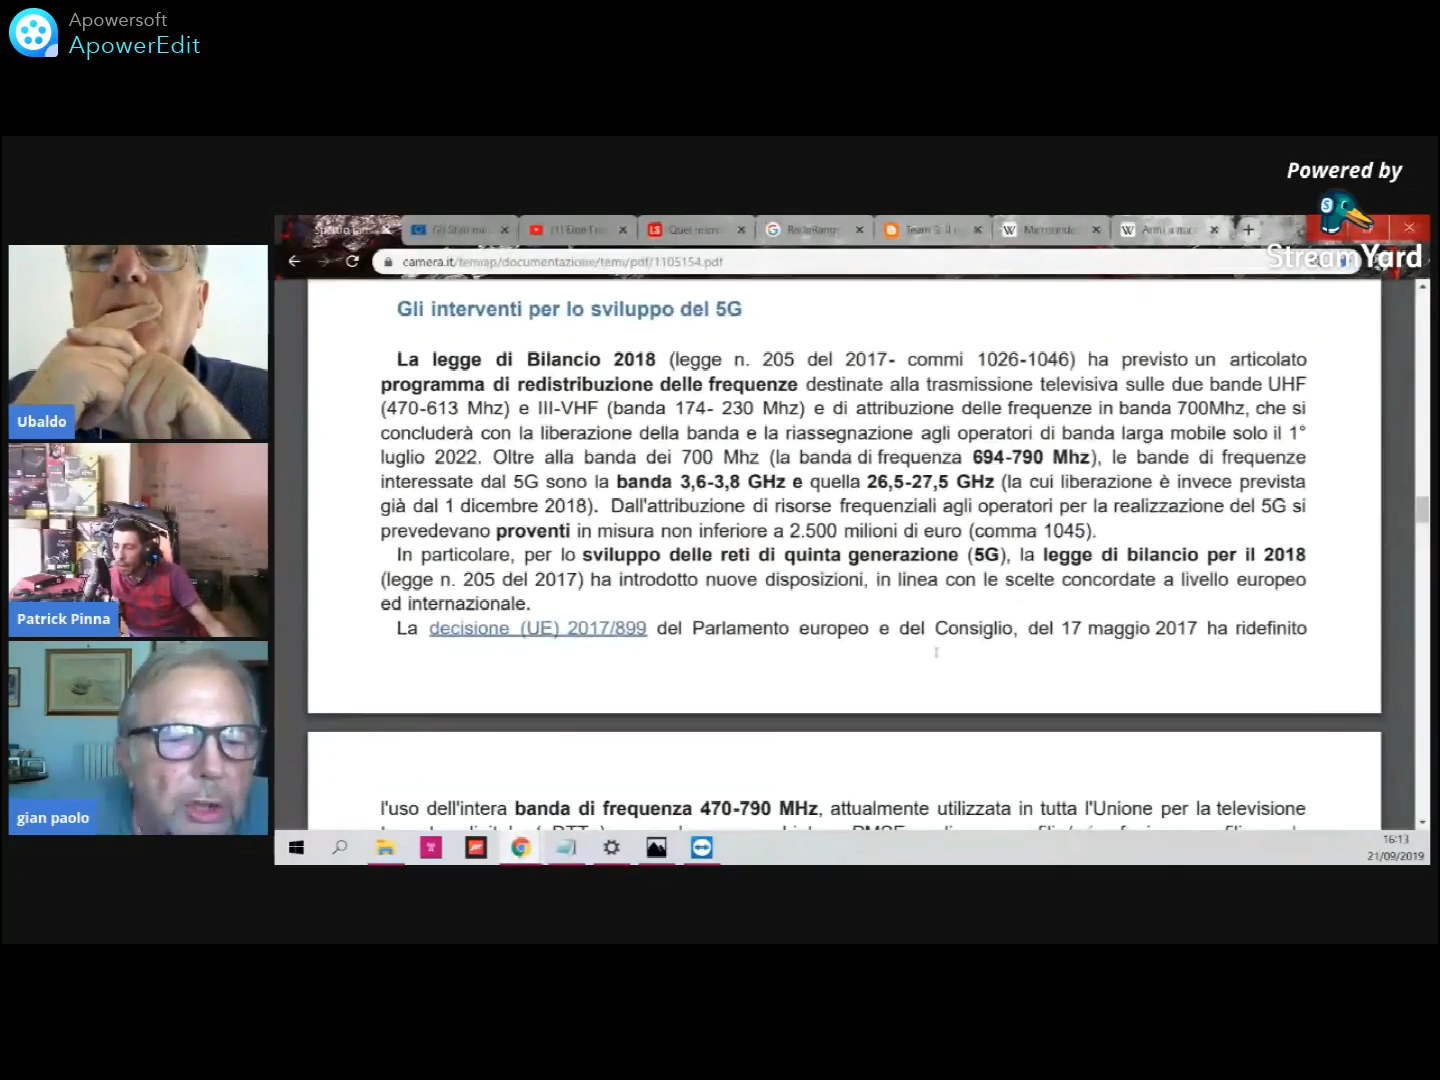 Apowersoft
ApowerEdit
Powered by
StreamYard
camera.it/temiap/documentazione/temi/pdf/1105154.pdf
Gli interventi per lo sviluppo del 5G
La legge di Bilancio 2018 (legge n. 205 del 2017- commi 1026-1046) ha previsto un articolato
programma di redistribuzione delle frequenze destinate alla trasmissione televisiva sulle due bande UHF
(470-613 Mhz) e III-VHF (banda 174- 230 Mhz) e di attribuzione delle frequenze in banda 700Mhz, che si
concluderà con la liberazione della banda e la riassegnazione agli operatori di banda larga mobile solo il 1°
luglio 2022. Oltre alla banda dei 700 Mhz (la banda di frequenza 694-790 Mhz), le bande di frequenze
interessate dal 5G sono la banda 3,6-3,8 GHz e quella 26,5-27,5 GHz (la cui liberazione è invece prevista
già dal 1 dicembre 2018). Dall'attribuzione di risorse frequenziali agli operatori per la realizzazione del 5G si
prevedevano proventi in misura non inferiore a 2.500 milioni di euro (comma 1045).
In particolare, per lo sviluppo delle reti di quinta generazione (5G), la legge di bilancio per il 2018
(legge n. 205 del 2017) ha introdotto nuove disposizioni, in linea con le scelte concordate a livello europeo
ed internazionale.
La decisione (UE) 2017/899 del Parlamento europeo e del Consiglio, del 17 maggio 2017 ha ridefinito
l'uso dell'intera banda di frequenza 470-790 MHz, attualmente utilizzata in tutta l'Unione per la televisione
Ubaldo
Patrick Pinna
gian paolo
16:13
21/09/2019